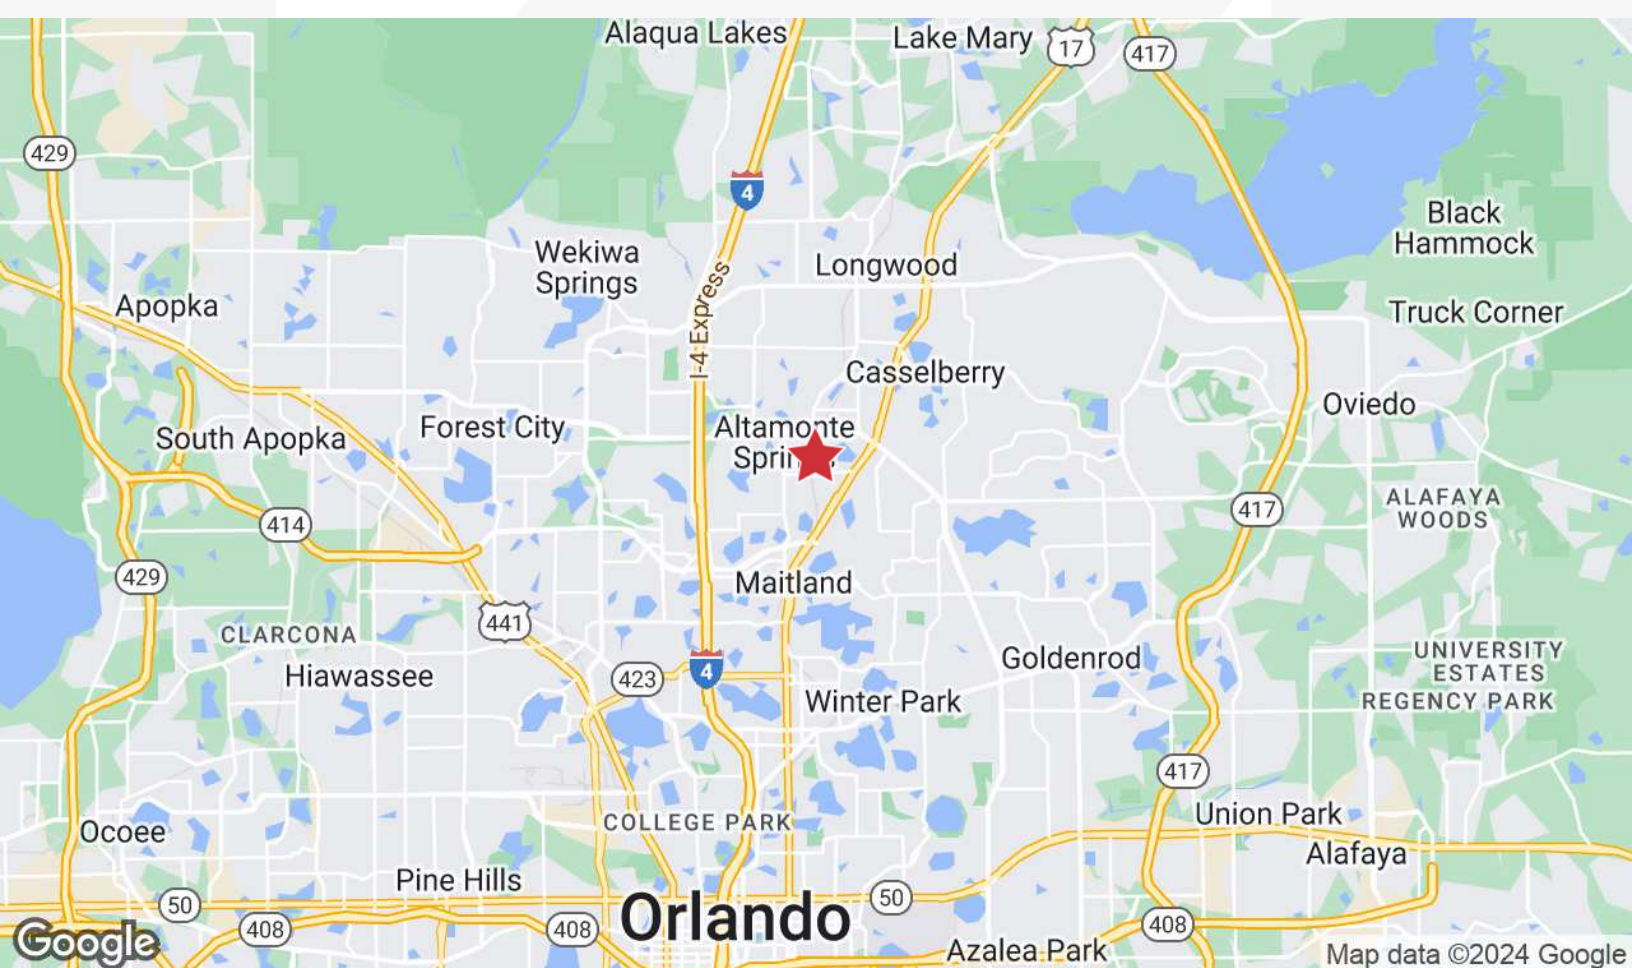 Alaqua Lakes
Lake Mary
17
417
429
4
Black
Hammock
Wekiwa
Springs
Longwood
I-4 Express
Apopka
Truck Corner
Casselberry
Oviedo
Forest City
Altamonte
South Apopka
ALAFAYA
WOODS
417
414
429
Maitland
441
CLARCONA
Goldenrod
UNIVERSITY
ESTATES
Hiawassee
423
4
Winter Park
REGENCY PARK
417
COLLEGE PARK
Union Park
Ocoee
Alafaya
Pine Hills
50
50
Orlando
408
408
408
Google
Azalea Park
Map data ©2024 Google